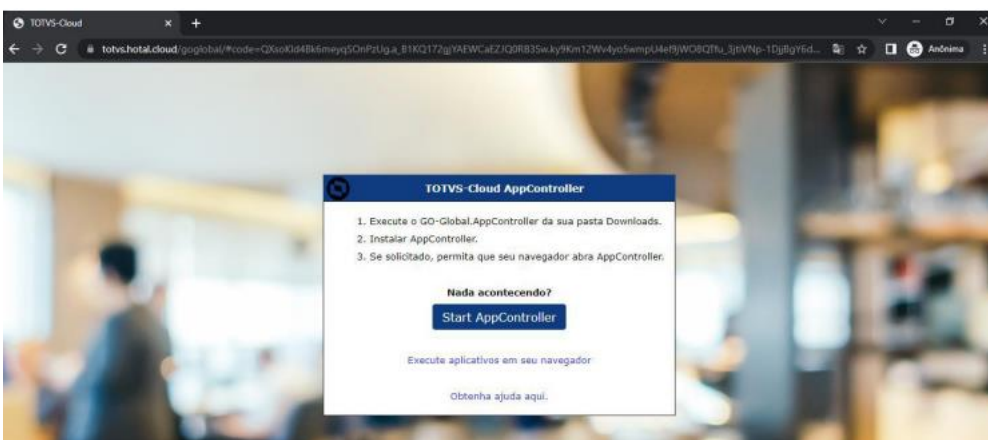 TOTVS-Cloud
totvs.hotal.cloud/goglobal/
Anônima
TOTVS-Cloud AppController
1. Execute o GO-Global.AppController da sua pasta Downloads.
2. Instalar AppController.
3. Se solicitado, permita que seu navegador abra AppController.
Nada acontecendo?
Start AppController
Execute aplicativos em seu navegador
Obtenha ajuda aqui.